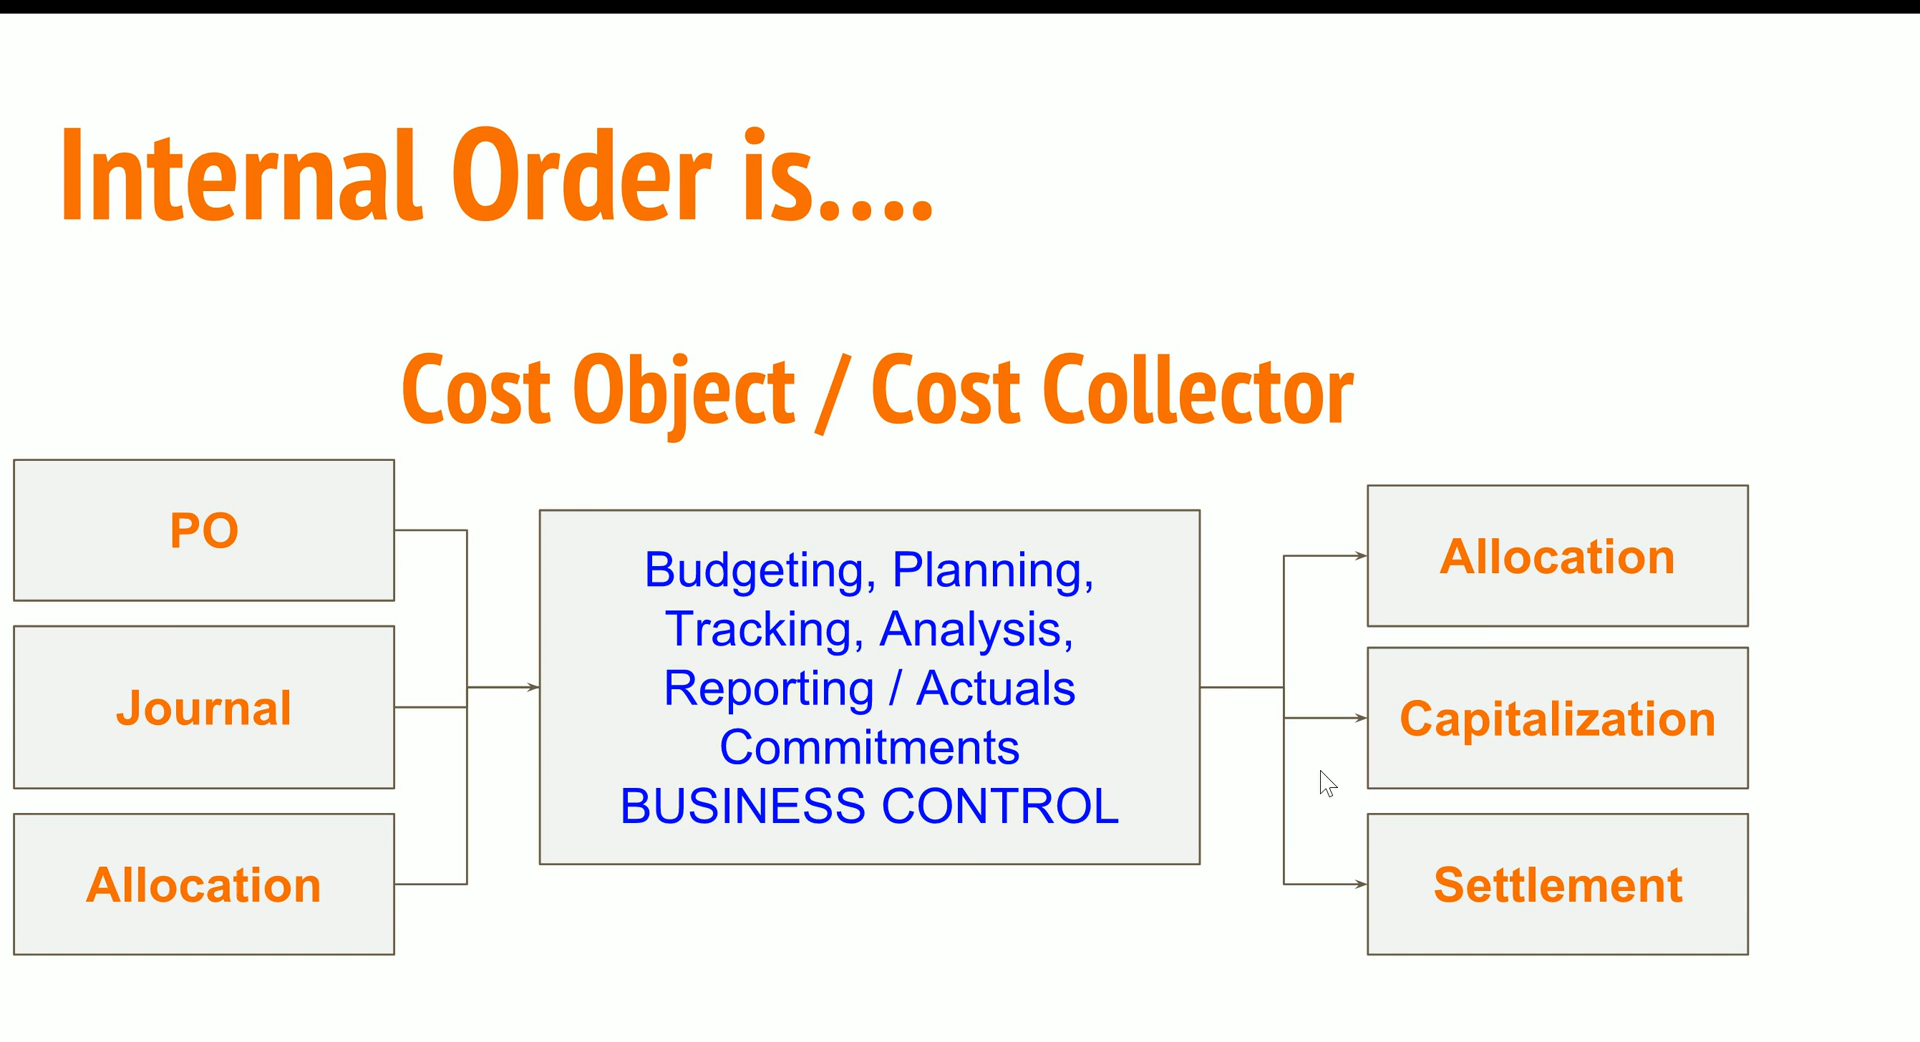 Internal Order is....
Cost Object / Cost Collector
PO
Journal
Allocation
Budgeting, Planning,
Tracking, Analysis,
Reporting / Actuals
Commitments
BUSINESS CONTROL
Allocation
Capitalization
Settlement